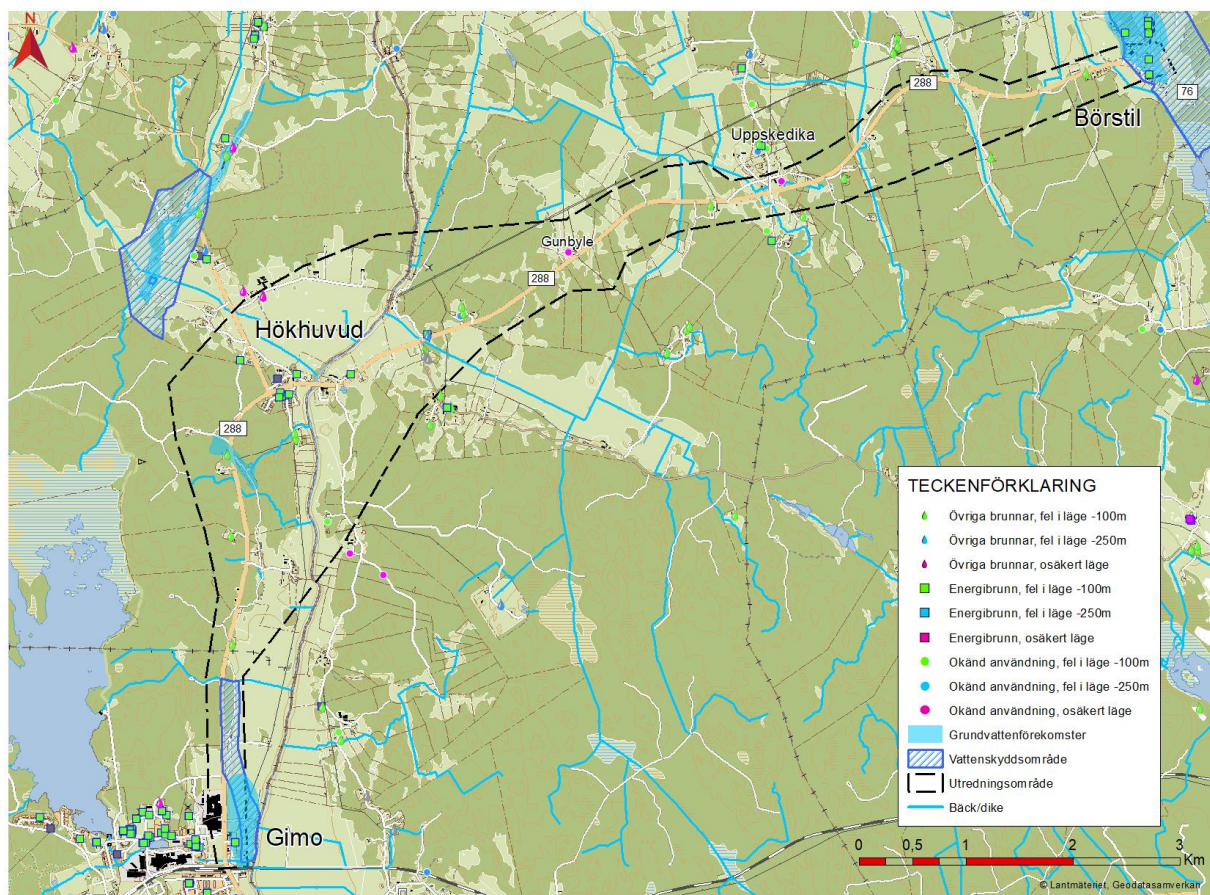 N
288
76
Börstil
Uppskedika
Gunbyle
288
Hökhuvud
288
TECKENFÖRKLARING
Övriga brunnar, fel i läge -100m
Övriga brunnar, fel i läge -250m
Övriga brunnar, osäkert läge
Energibrunn, fel i läge -100m
Energibrunn, fel i läge -250m
Energibrunn, osäkert läge
Okänd användning, fel i läge -100m
Okänd användning, fel i läge -250m
Okänd användning, osäkert läge
Grundvattenförekomster
Vattenskyddsområde
Utredningsområde
Bäck/dike
Gimo
0 0,5 1 2 3
Km
© Lantmäteriet, Geodatasamverkan